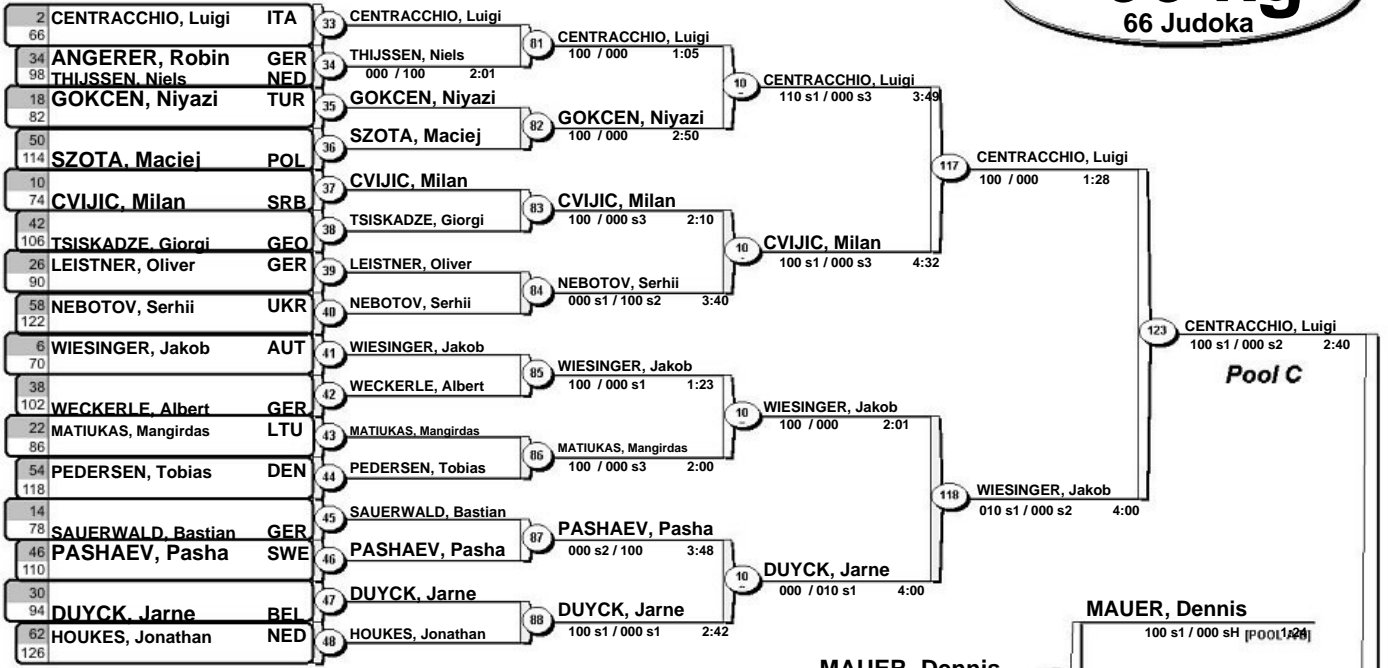 66 Judoka
2 CENTRACCHIO, Luigi ITA
66
34 ANGERER, Robin GER
98 THIJSSEN, Niels NED
18 GOKCEN, Niyazi TUR
82
50
114 SZOTA, Maciej POL
10
74 CVIJIC, Milan SRB
42
106 TSISKADZE, Giorgi GEO
26 LEISTNER, Oliver GER
90
58 NEBOTOV, Serhii UKR
122
6 WIESINGER, Jakob AUT
70
38
102 WECKERLE, Albert GER
22 MATIUKAS, Mangirdas LTU
86
54 PEDERSEN, Tobias DEN
118
14
78 SAUERWALD, Bastian GER
46 PASHAEV, Pasha SWE
110
30
94 DUYCK, Jarne BEL
62 HOUKES, Jonathan NED
126
33 CENTRACCHIO, Luigi
34 THIJSSEN, Niels
000 / 100 2:01
35 GOKCEN, Niyazi
36 SZOTA, Maciej
37 CVIJIC, Milan
38 TSISKADZE, Giorgi
39 LEISTNER, Oliver
40 NEBOTOV, Serhii
41 WIESINGER, Jakob
42 WECKERLE, Albert
43 MATIUKAS, Mangirdas
44 PEDERSEN, Tobias
45 SAUERWALD, Bastian
46 PASHAEV, Pasha
47 DUYCK, Jarne
48 HOUKES, Jonathan
81 CENTRACCHIO, Luigi
100 / 000 1:05
82 GOKCEN, Niyazi
100 / 000 2:50
83 CVIJIC, Milan
100 / 000 s3 2:10
84 NEBOTOV, Serhii
000 s1 / 100 s2 3:40
85 WIESINGER, Jakob
100 / 000 s1 1:23
86 MATIUKAS, Mangirdas
100 / 000 s3 2:00
87 PASHAEV, Pasha
000 s2 / 100 3:48
88 DUYCK, Jarne
100 s1 / 000 s1 2:42
10 CENTRACCHIO, Luigi
110 s1 / 000 s3 3:49
10 CVIJIC, Milan
100 s1 / 000 s3 4:32
10 WIESINGER, Jakob
100 / 000 2:01
10 DUYCK, Jarne
000 / 010 s1 4:00
117 CENTRACCHIO, Luigi
100 / 000 1:28
118 WIESINGER, Jakob
010 s1 / 000 s2 4:00
123 CENTRACCHIO, Luigi
100 s1 / 000 s2 2:40
Pool C
MAUER, Dennis
100 s1 / 000 sH 1:24
MAUER, Dennis